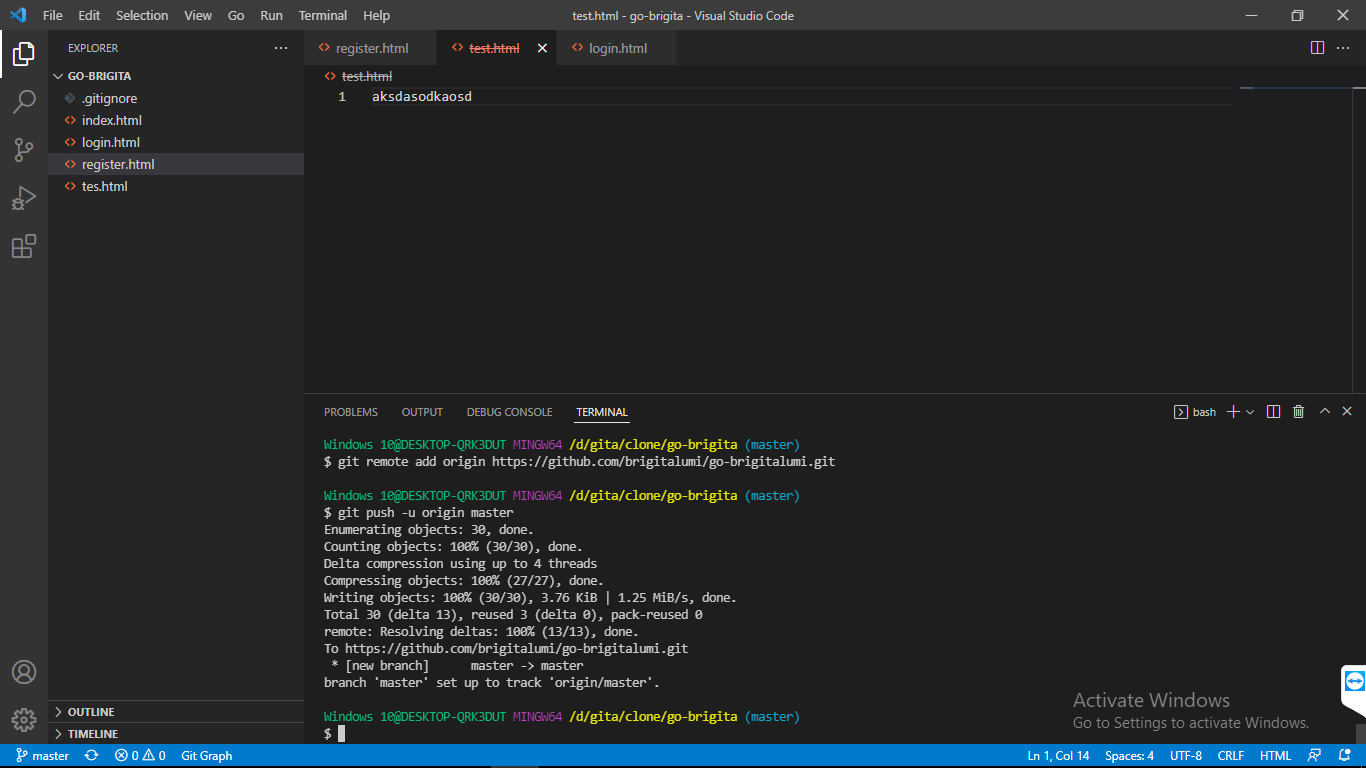 File Edit Selection View Go Run Terminal Help
test.html - go-brigita - Visual Studio Code
EXPLORER
GO-BRIGITA
.gitignore
index.html
login.html
register.html
tes.html
OUTLINE
TIMELINE
register.html test.html login.html
test.html
1 aksdasodkaosd
PROBLEMS OUTPUT DEBUG CONSOLE TERMINAL
bash
Windows 10@DESKTOP-QRK3DUT MINGW64 /d/gita/clone/go-brigita (master)
$ git remote add origin https://github.com/brigitalumi/go-brigitalumi.git
Windows 10@DESKTOP-QRK3DUT MINGW64 /d/gita/clone/go-brigita (master)
$ git push -u origin master
Enumerating objects: 30, done.
Counting objects: 100% (30/30), done.
Delta compression using up to 4 threads
Compressing objects: 100% (27/27), done.
Writing objects: 100% (30/30), 3.76 KiB | 1.25 MiB/s, done.
Total 30 (delta 13), reused 3 (delta 0), pack-reused 0
remote: Resolving deltas: 100% (13/13), done.
To https://github.com/brigitalumi/go-brigitalumi.git
* [new branch]      master -> master
branch 'master' set up to track 'origin/master'.
Windows 10@DESKTOP-QRK3DUT MINGW64 /d/gita/clone/go-brigita (master)
$
Activate Windows
Go to Settings to activate Windows.
master 0 0 Git Graph
Ln 1, Col 14 Spaces: 4 UTF-8 CRLF HTML